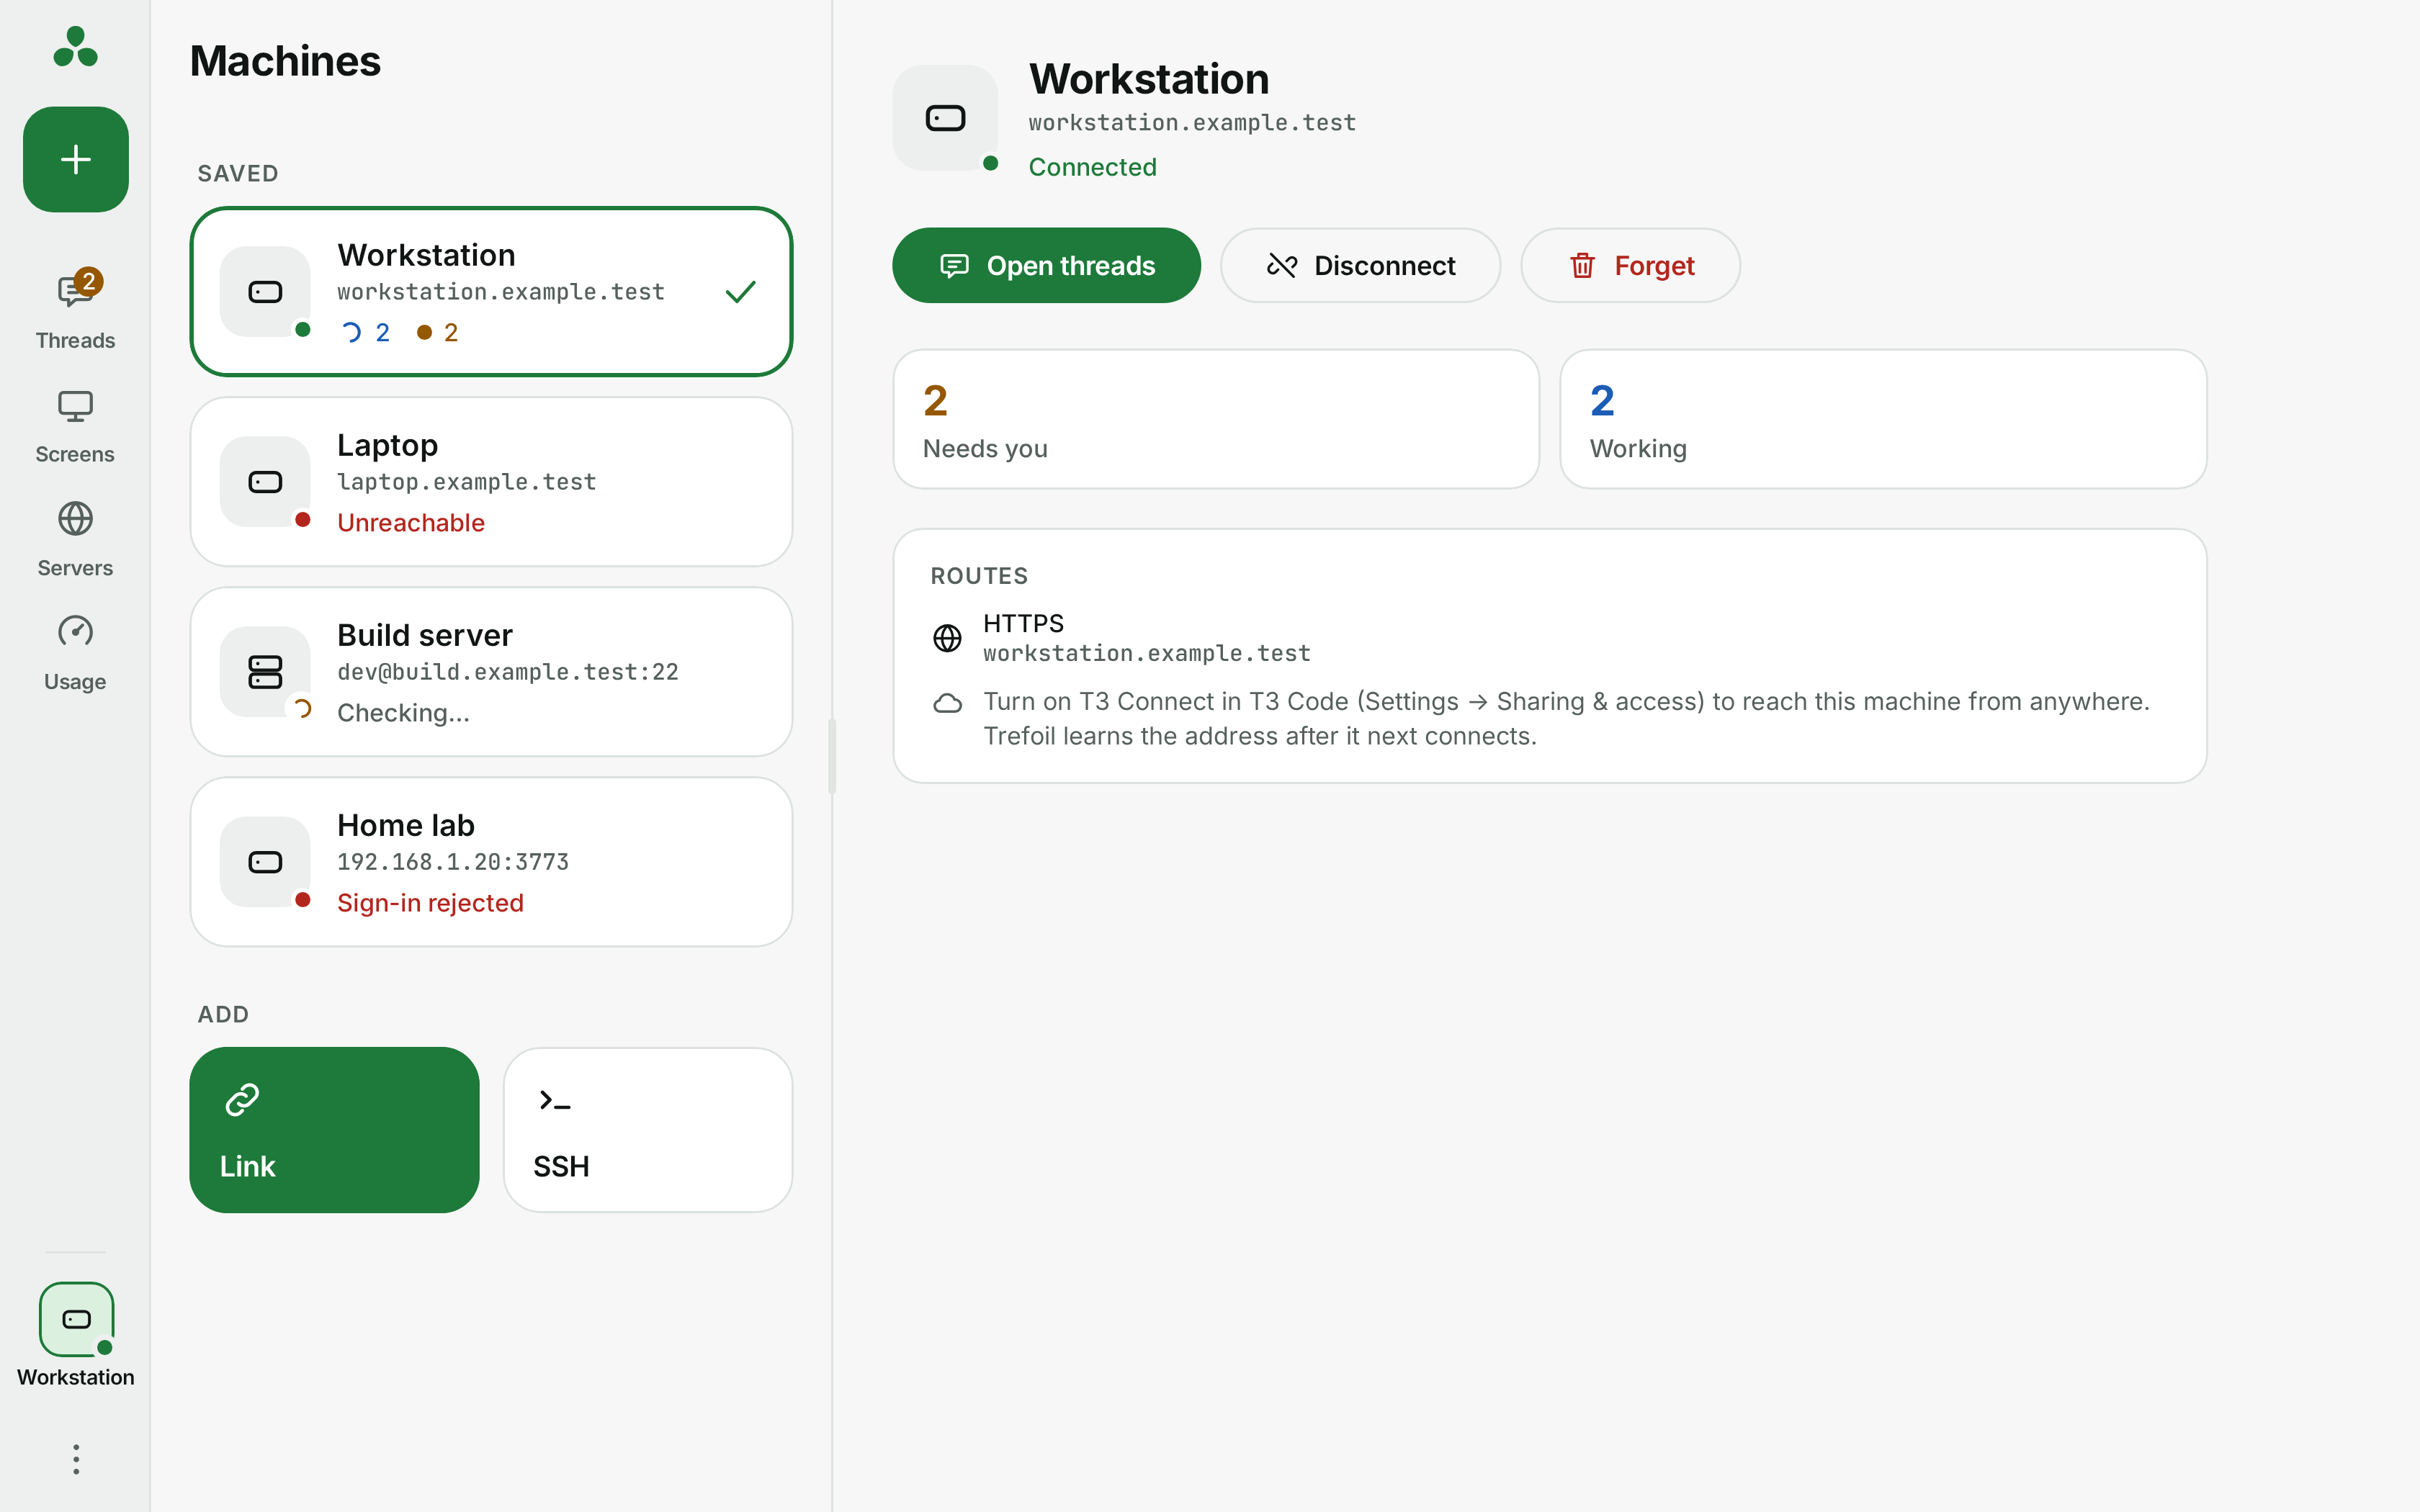 Machines
2
Threads
Screens
Servers
Usage
Workstation
SAVED
Workstation
workstation.example.test
2 2
Laptop
laptop.example.test
Unreachable
Build server
dev@build.example.test:22
Checking...
Home lab
192.168.1.20:3773
Sign-in rejected
ADD
Link
SSH
Workstation
workstation.example.test
Connected
Open threads
Disconnect
Forget
2
Needs you
2
Working
ROUTES
HTTPS
workstation.example.test
Turn on T3 Connect in T3 Code (Settings → Sharing & access) to reach this machine from anywhere.
Trefoil learns the address after it next connects.